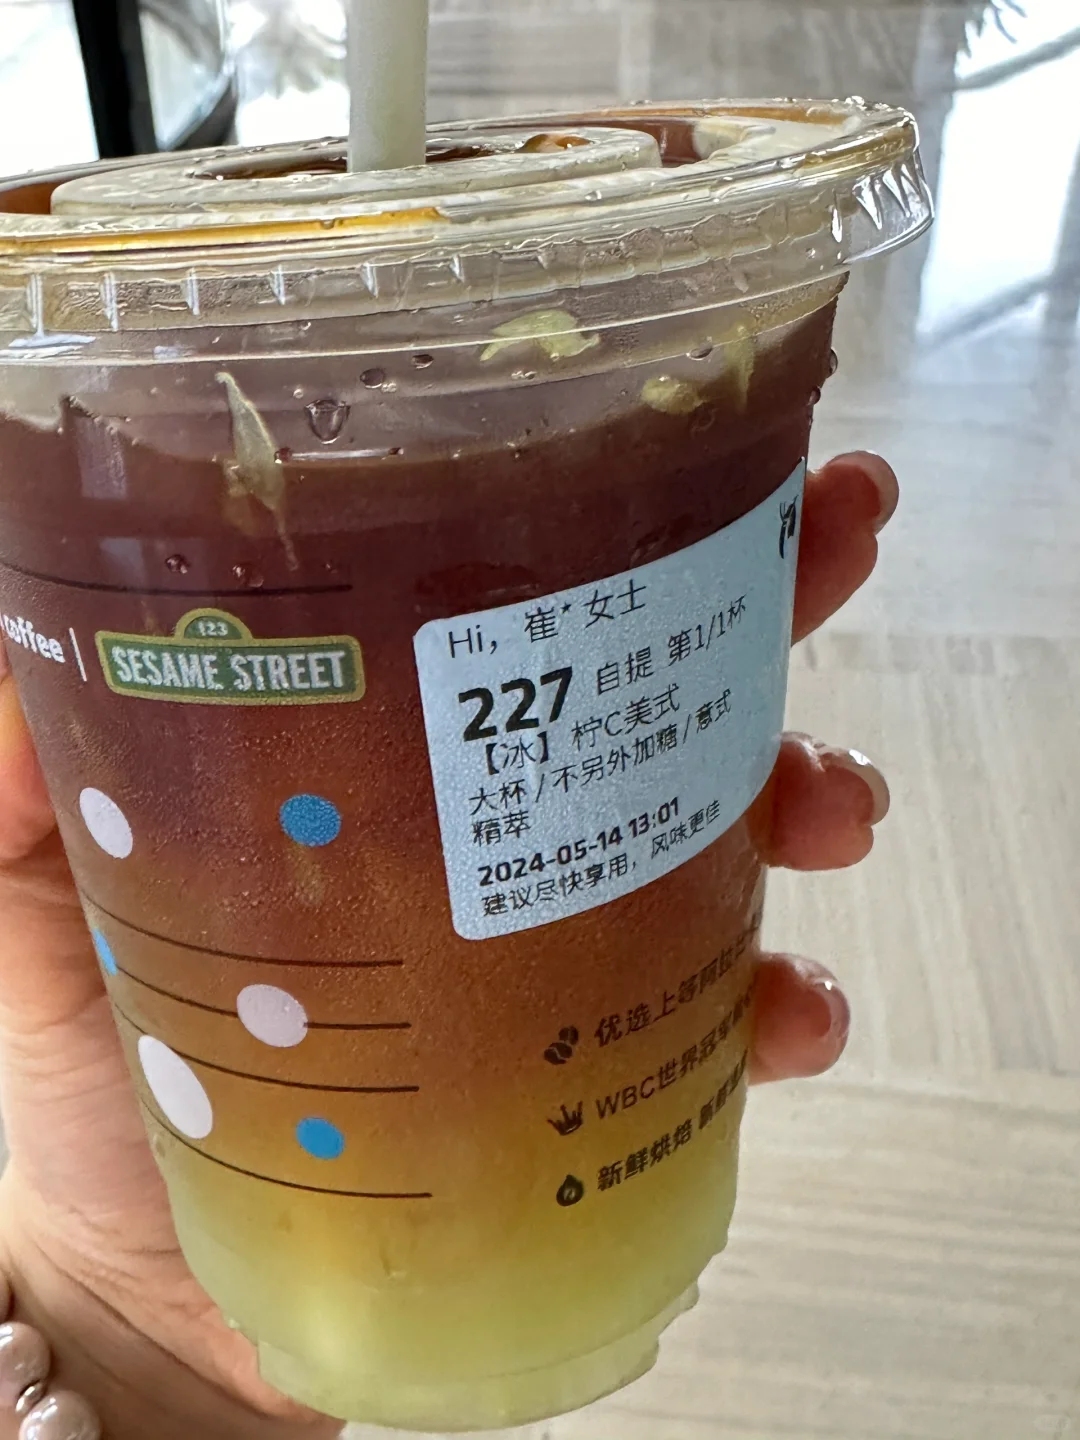 coffee |
123
SESAME STREET
Hi, 崔* 女士
227 自提 第1/1杯
【冰】 柠C美式
大杯 / 不另外加糖 / 意式
精萃
2024-05-14 13:01
建议尽快享用，风味更佳
优选上等阿拉
WBC世界冠军
新鲜烘焙 新鲜